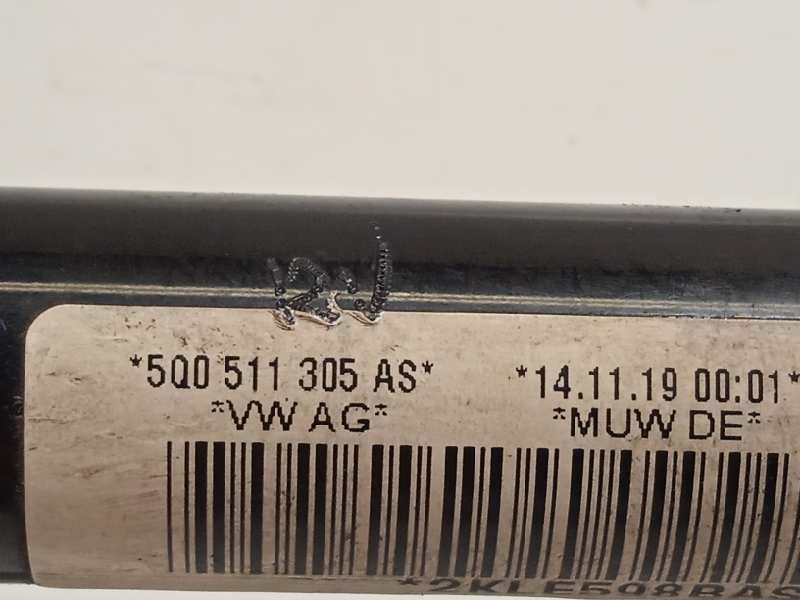 *5Q0 511 305 AS* *14.11.19 00:01*
*VW AG* *MUW DE*